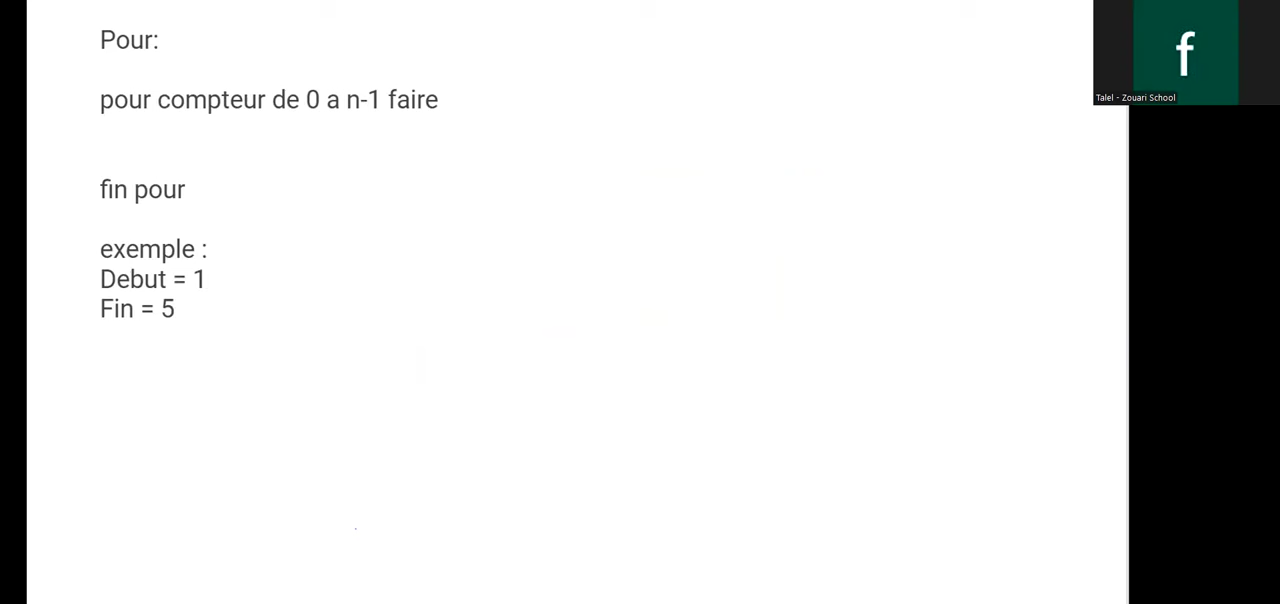 Pour:
pour compteur de 0 a n-1 faire
fin pour
exemple :
Debut = 1
Fin = 5
f
Talel - Zouari School